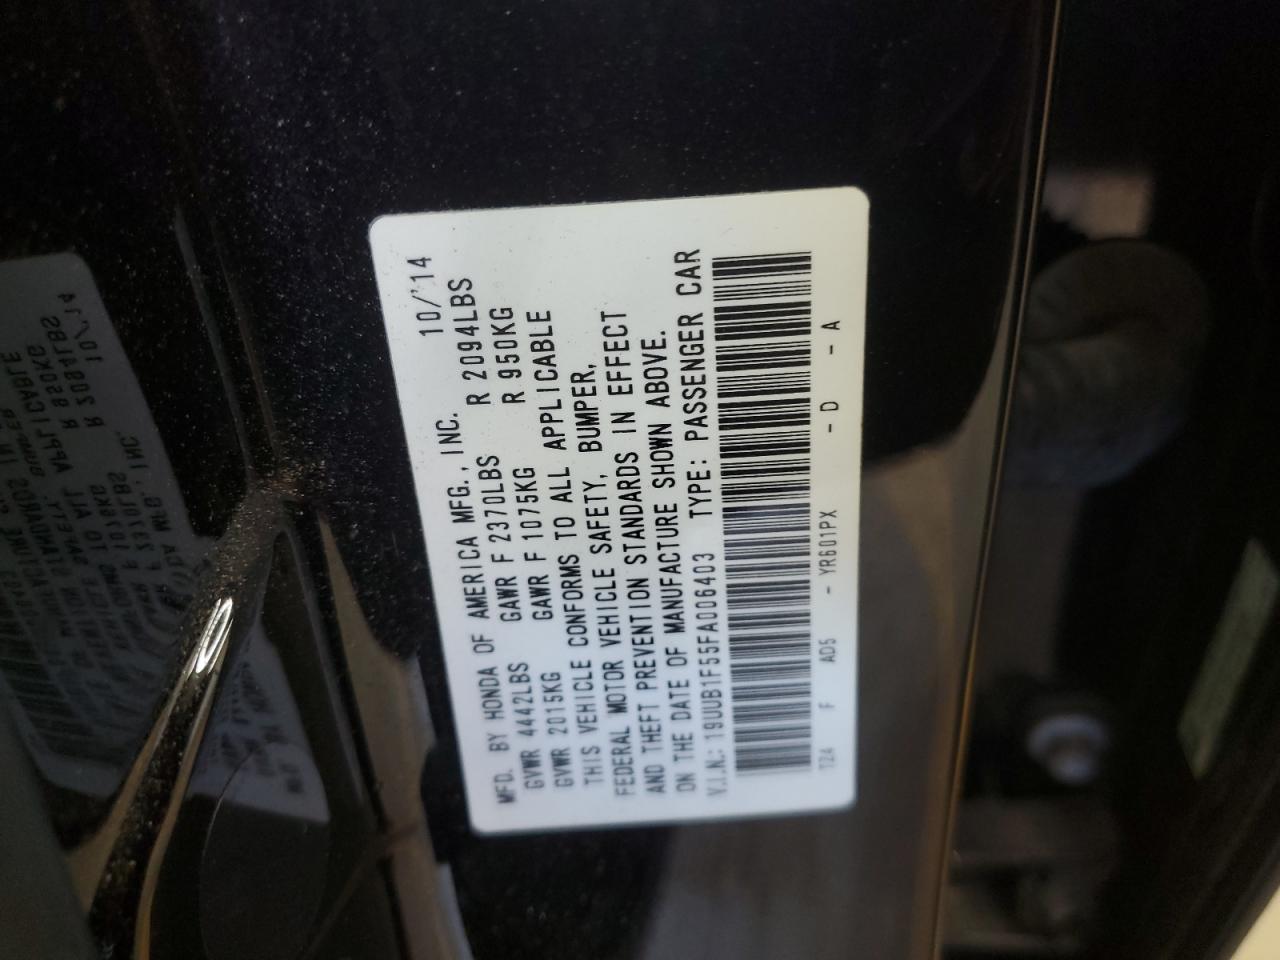 MFD. BY HONDA OF AMERICA MFG., INC. 10/'14
GVWR 4442LBS GAWR F 2370LBS R 2094LBS
GVWR 2015KG GAWR F 1075KG R 950KG
THIS VEHICLE CONFORMS TO ALL APPLICABLE
FEDERAL MOTOR VEHICLE SAFETY, BUMPER,
AND THEFT PREVENTION STANDARDS IN EFFECT
ON THE DATE OF MANUFACTURE SHOWN ABOVE.
V.I.N.: 19UUB1F55FA006403 TYPE: PASSENGER CAR
T24 F AD5 - YR601PX - D - A